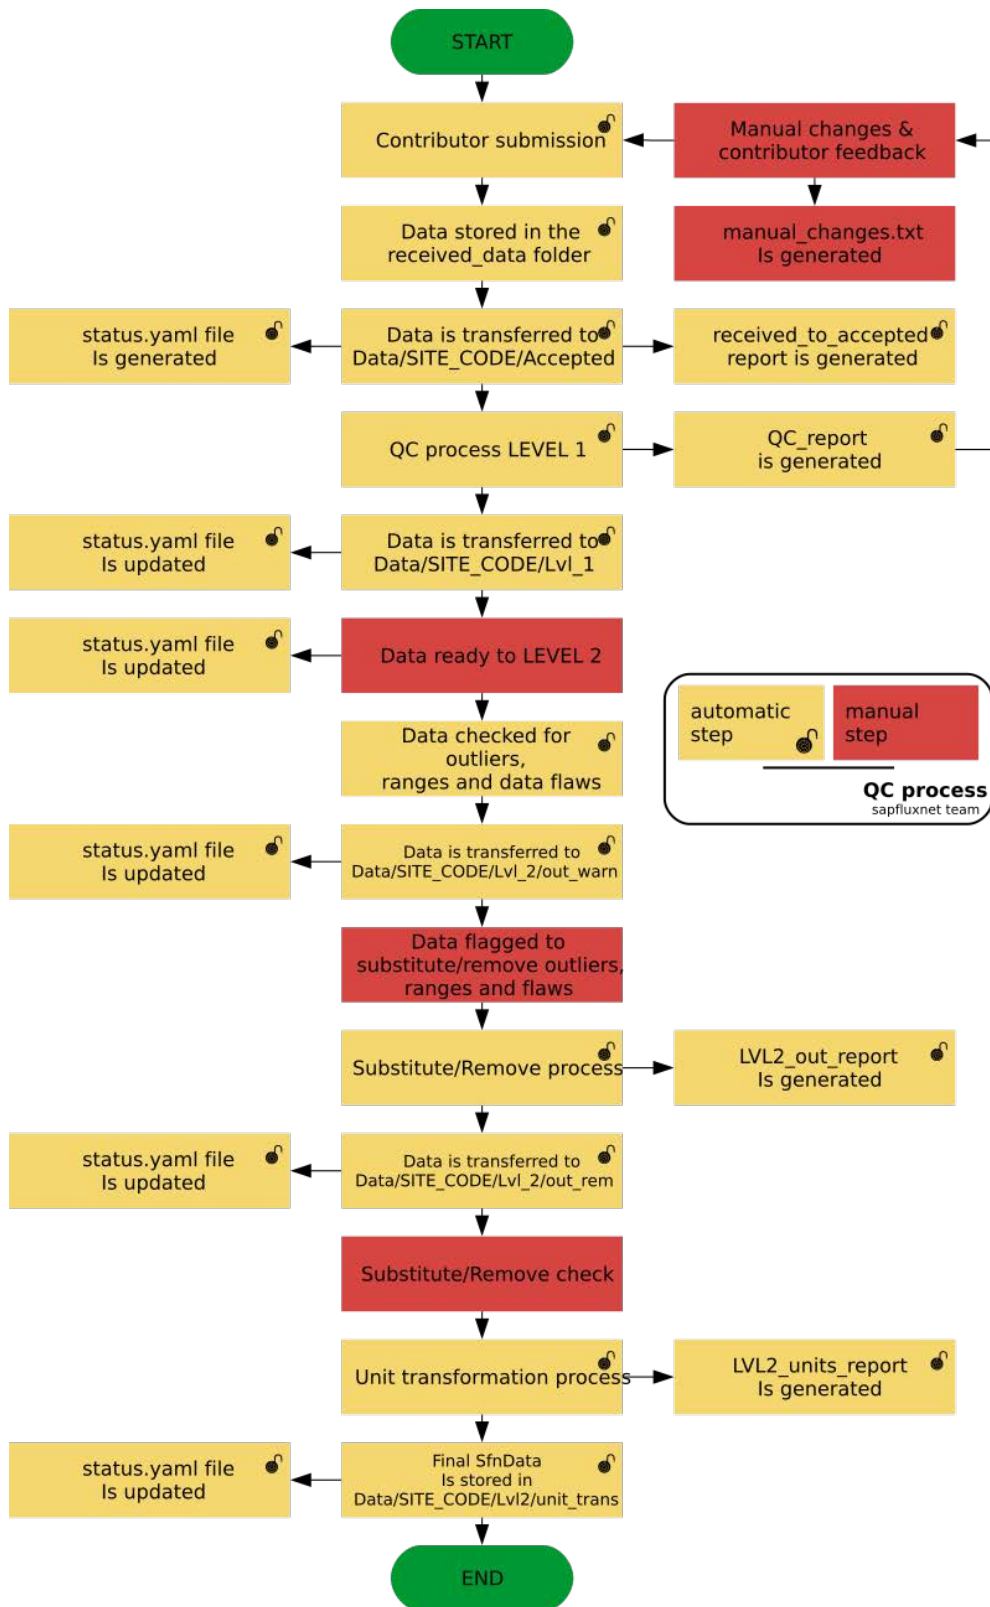 START
Contributor submission
Manual changes &
contributor feedback
Data stored in the
received_data folder
manual_changes.txt
Is generated
status.yaml file
Is generated
Data is transferred to
Data/SITE_CODE/Accepted
received_to_accepted
report is generated
QC process LEVEL 1
QC_report
is generated
status.yaml file
Is updated
Data is transferred to
Data/SITE_CODE/Lvl_1
status.yaml file
Is updated
Data ready to LEVEL 2
automatic
step
manual
step
QC process
sapfluxnet team
Data checked for
outliers,
ranges and data flaws
status.yaml file
Is updated
Data is transferred to
Data/SITE_CODE/Lvl_2/out_warn
Data flagged to
substitute/remove outliers,
ranges and flaws
Substitute/Remove process
LVL2_out_report
Is generated
status.yaml file
Is updated
Data is transferred to
Data/SITE_CODE/Lvl_2/out_rem
Substitute/Remove check
Unit transformation process
LVL2_units_report
Is generated
status.yaml file
Is updated
Final SfnData
Is stored in
Data/SITE_CODE/Lvl2/unit_trans
END